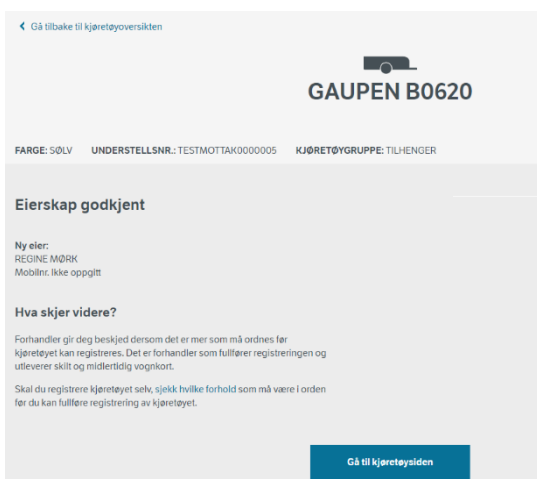 Gå tilbake til kjøretøyoversikten
GAUPEN B0620
FARGE: SØLV UNDERSTELLSNR.: TESTMOTTAK0000005 KJØRETØYGRUPPE: TILHENGER
Eierskap godkjent
Ny eier:
REGINE MØRK
Mobilnr. Ikke oppgitt
Hva skjer videre?
Forhandler gir deg beskjed dersom det er mer som må ordnes før
kjøretøyet kan registreres. Det er forhandler som fullfører registreringen og
utleverer skilt og midlertidig vognkort.
Skal du registrere kjøretøyet selv, sjekk hvilke forhold som må være i orden
før du kan fullføre registrering av kjøretøyet.
Gå til kjøretøysiden